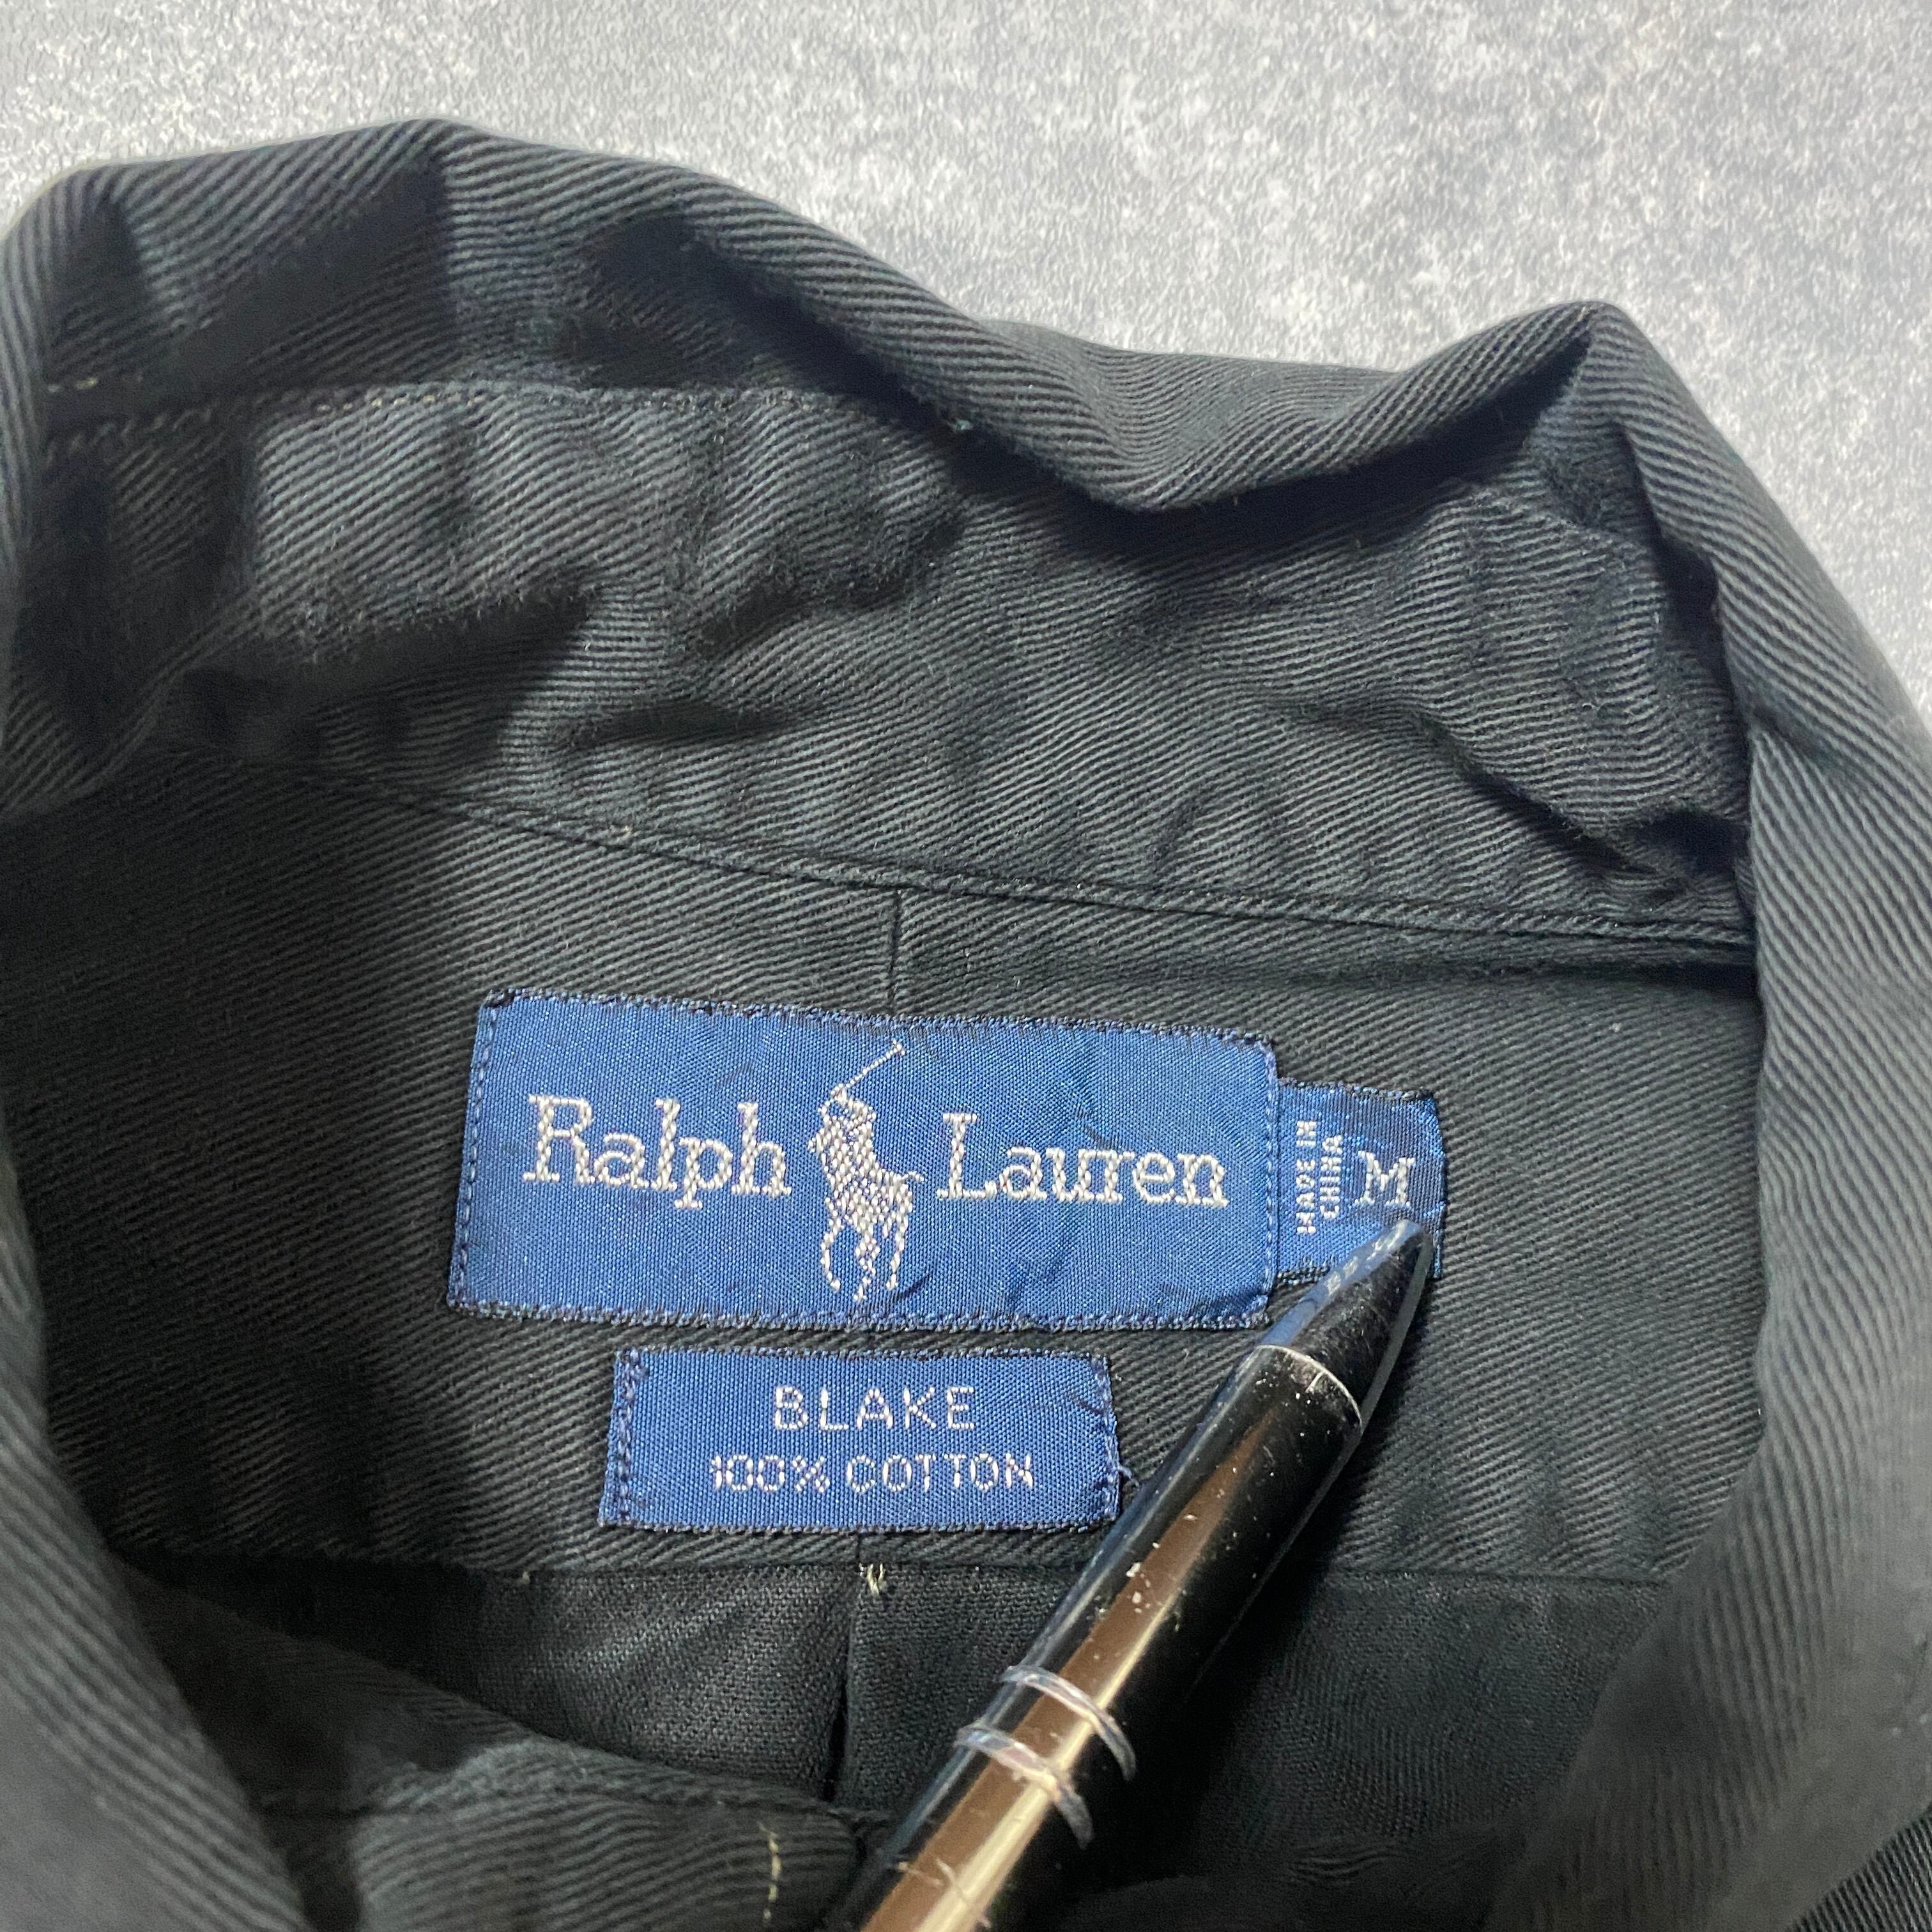 Ralph Lauren
MADE IN
CHINA
M
BLAKE
100% COTTON